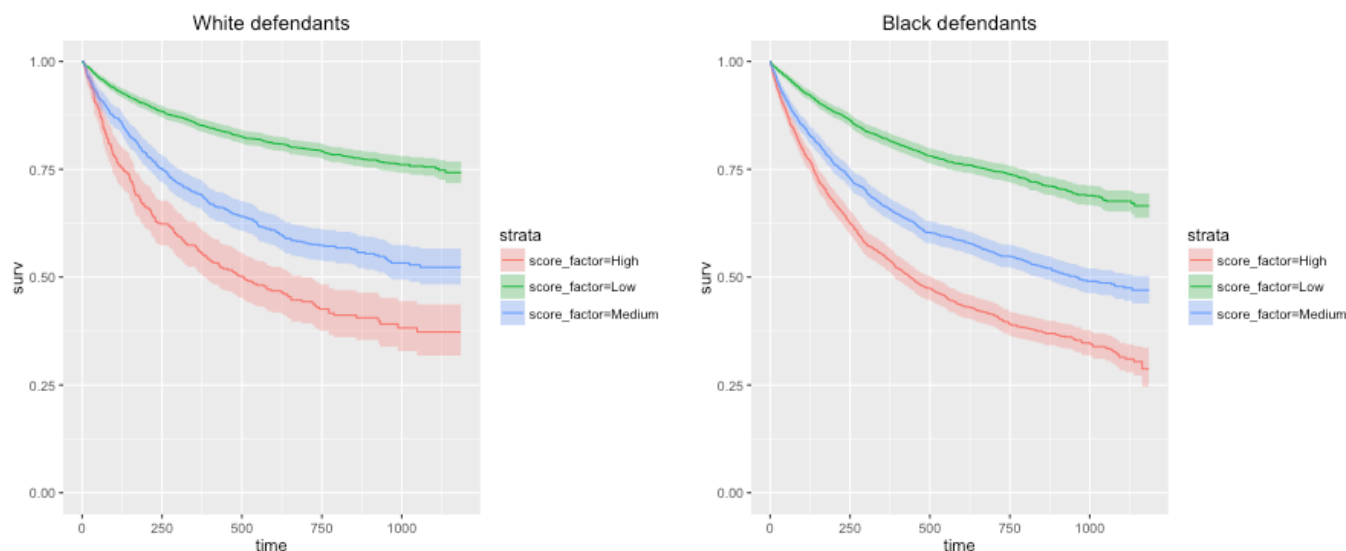 White defendants
1.00
0.75
0.50
0.25
0.00
surv
0 250 500 750 1000
time
strata
score_factor=High
score_factor=Low
score_factor=Medium
Black defendants
1.00
0.75
0.50
0.25
0.00
surv
0 250 500 750 1000
time
strata
score_factor=High
score_factor=Low
score_factor=Medium